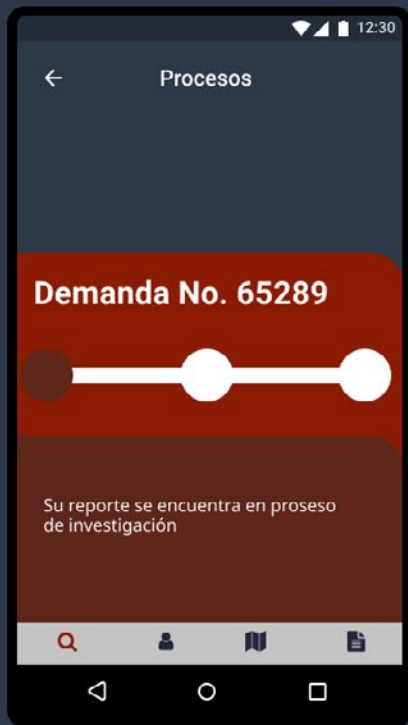 12:30
Procesos
Demanda No. 65289
Su reporte se encuentra en proseso
de investigación